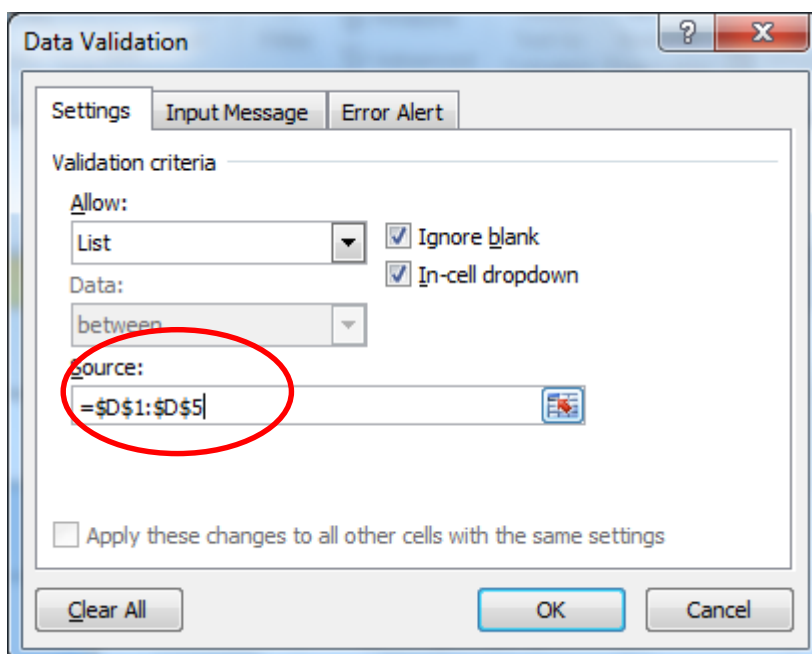 Data Validation
?
Settings Input Message Error Alert
Validation criteria
Allow:
List
Ignore blank
Data:
In-cell dropdown
between
Source:
=$D$1:$D$5
Apply these changes to all other cells with the same settings
Clear All OK Cancel